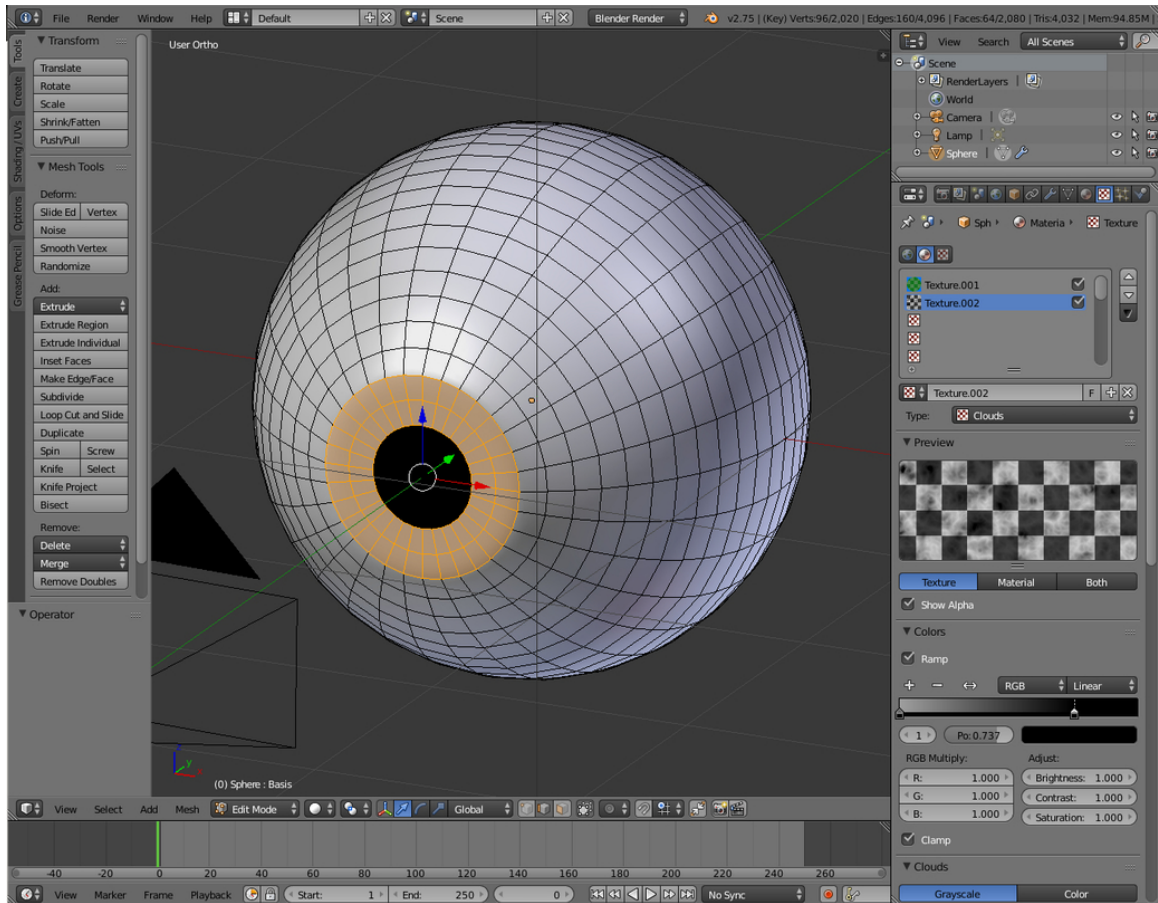 File Render Window Help Default Scene Blender Render v2.75 | (Key) Verts:96/2,020 | Edges:160/4,096 | Faces:64/2,080 | Tris:4,032 | Mem:94.85M |
User Ortho
Tools
Create
Shading / UVs
Options
Grease Pencil
Transform
Translate
Rotate
Scale
Shrink/Fatten
Push/Pull
Mesh Tools
Deform:
Slide Ed Vertex
Noise
Smooth Vertex
Randomize
Add:
Extrude
Extrude Region
Extrude Individual
Inset Faces
Make Edge/Face
Subdivide
Loop Cut and Slide
Duplicate
Spin Screw
Knife Select
Knife Project
Bisect
Remove:
Delete
Merge
Remove Doubles
Operator
z
y
x
(0) Sphere : Basis
View Select Add Mesh Edit Mode Global
-40 -20 0 20 40 60 80 100 120 140 160 180 200 220 240 260
View Marker Frame Playback Start: 1 End: 250 0 No Sync
View Search All Scenes
Scene
RenderLayers |
World
Camera |
Lamp |
Sphere |
Sph Materia Texture
Texture.001
Texture.002
Texture.002 F
Type: Clouds
Preview
Texture Material Both
Show Alpha
Colors
Ramp
RGB Linear
1 Po:0.737
RGB Multiply: Adjust:
R: 1.000 Brightness: 1.000
G: 1.000 Contrast: 1.000
B: 1.000 Saturation: 1.000
Clamp
Clouds
Grayscale Color